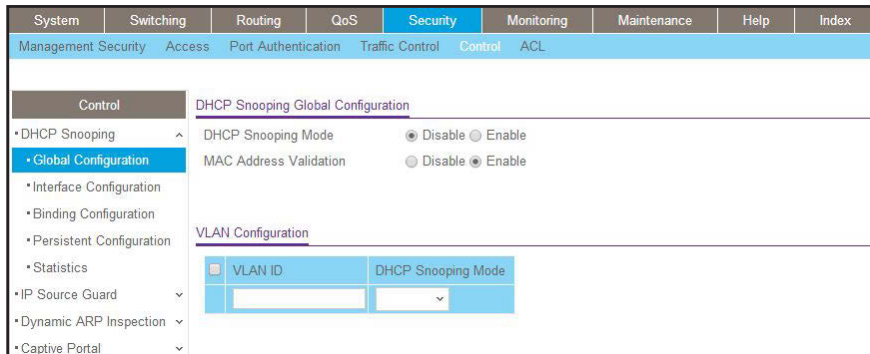 System Switching Routing QoS Security Monitoring Maintenance Help Index
Management Security Access Port Authentication Traffic Control Control ACL
Control
DHCP Snooping
Global Configuration
Interface Configuration
Binding Configuration
Persistent Configuration
Statistics
IP Source Guard
Dynamic ARP Inspection
Captive Portal
DHCP Snooping Global Configuration
DHCP Snooping Mode Disable Enable
MAC Address Validation Disable Enable
VLAN Configuration
VLAN ID DHCP Snooping Mode